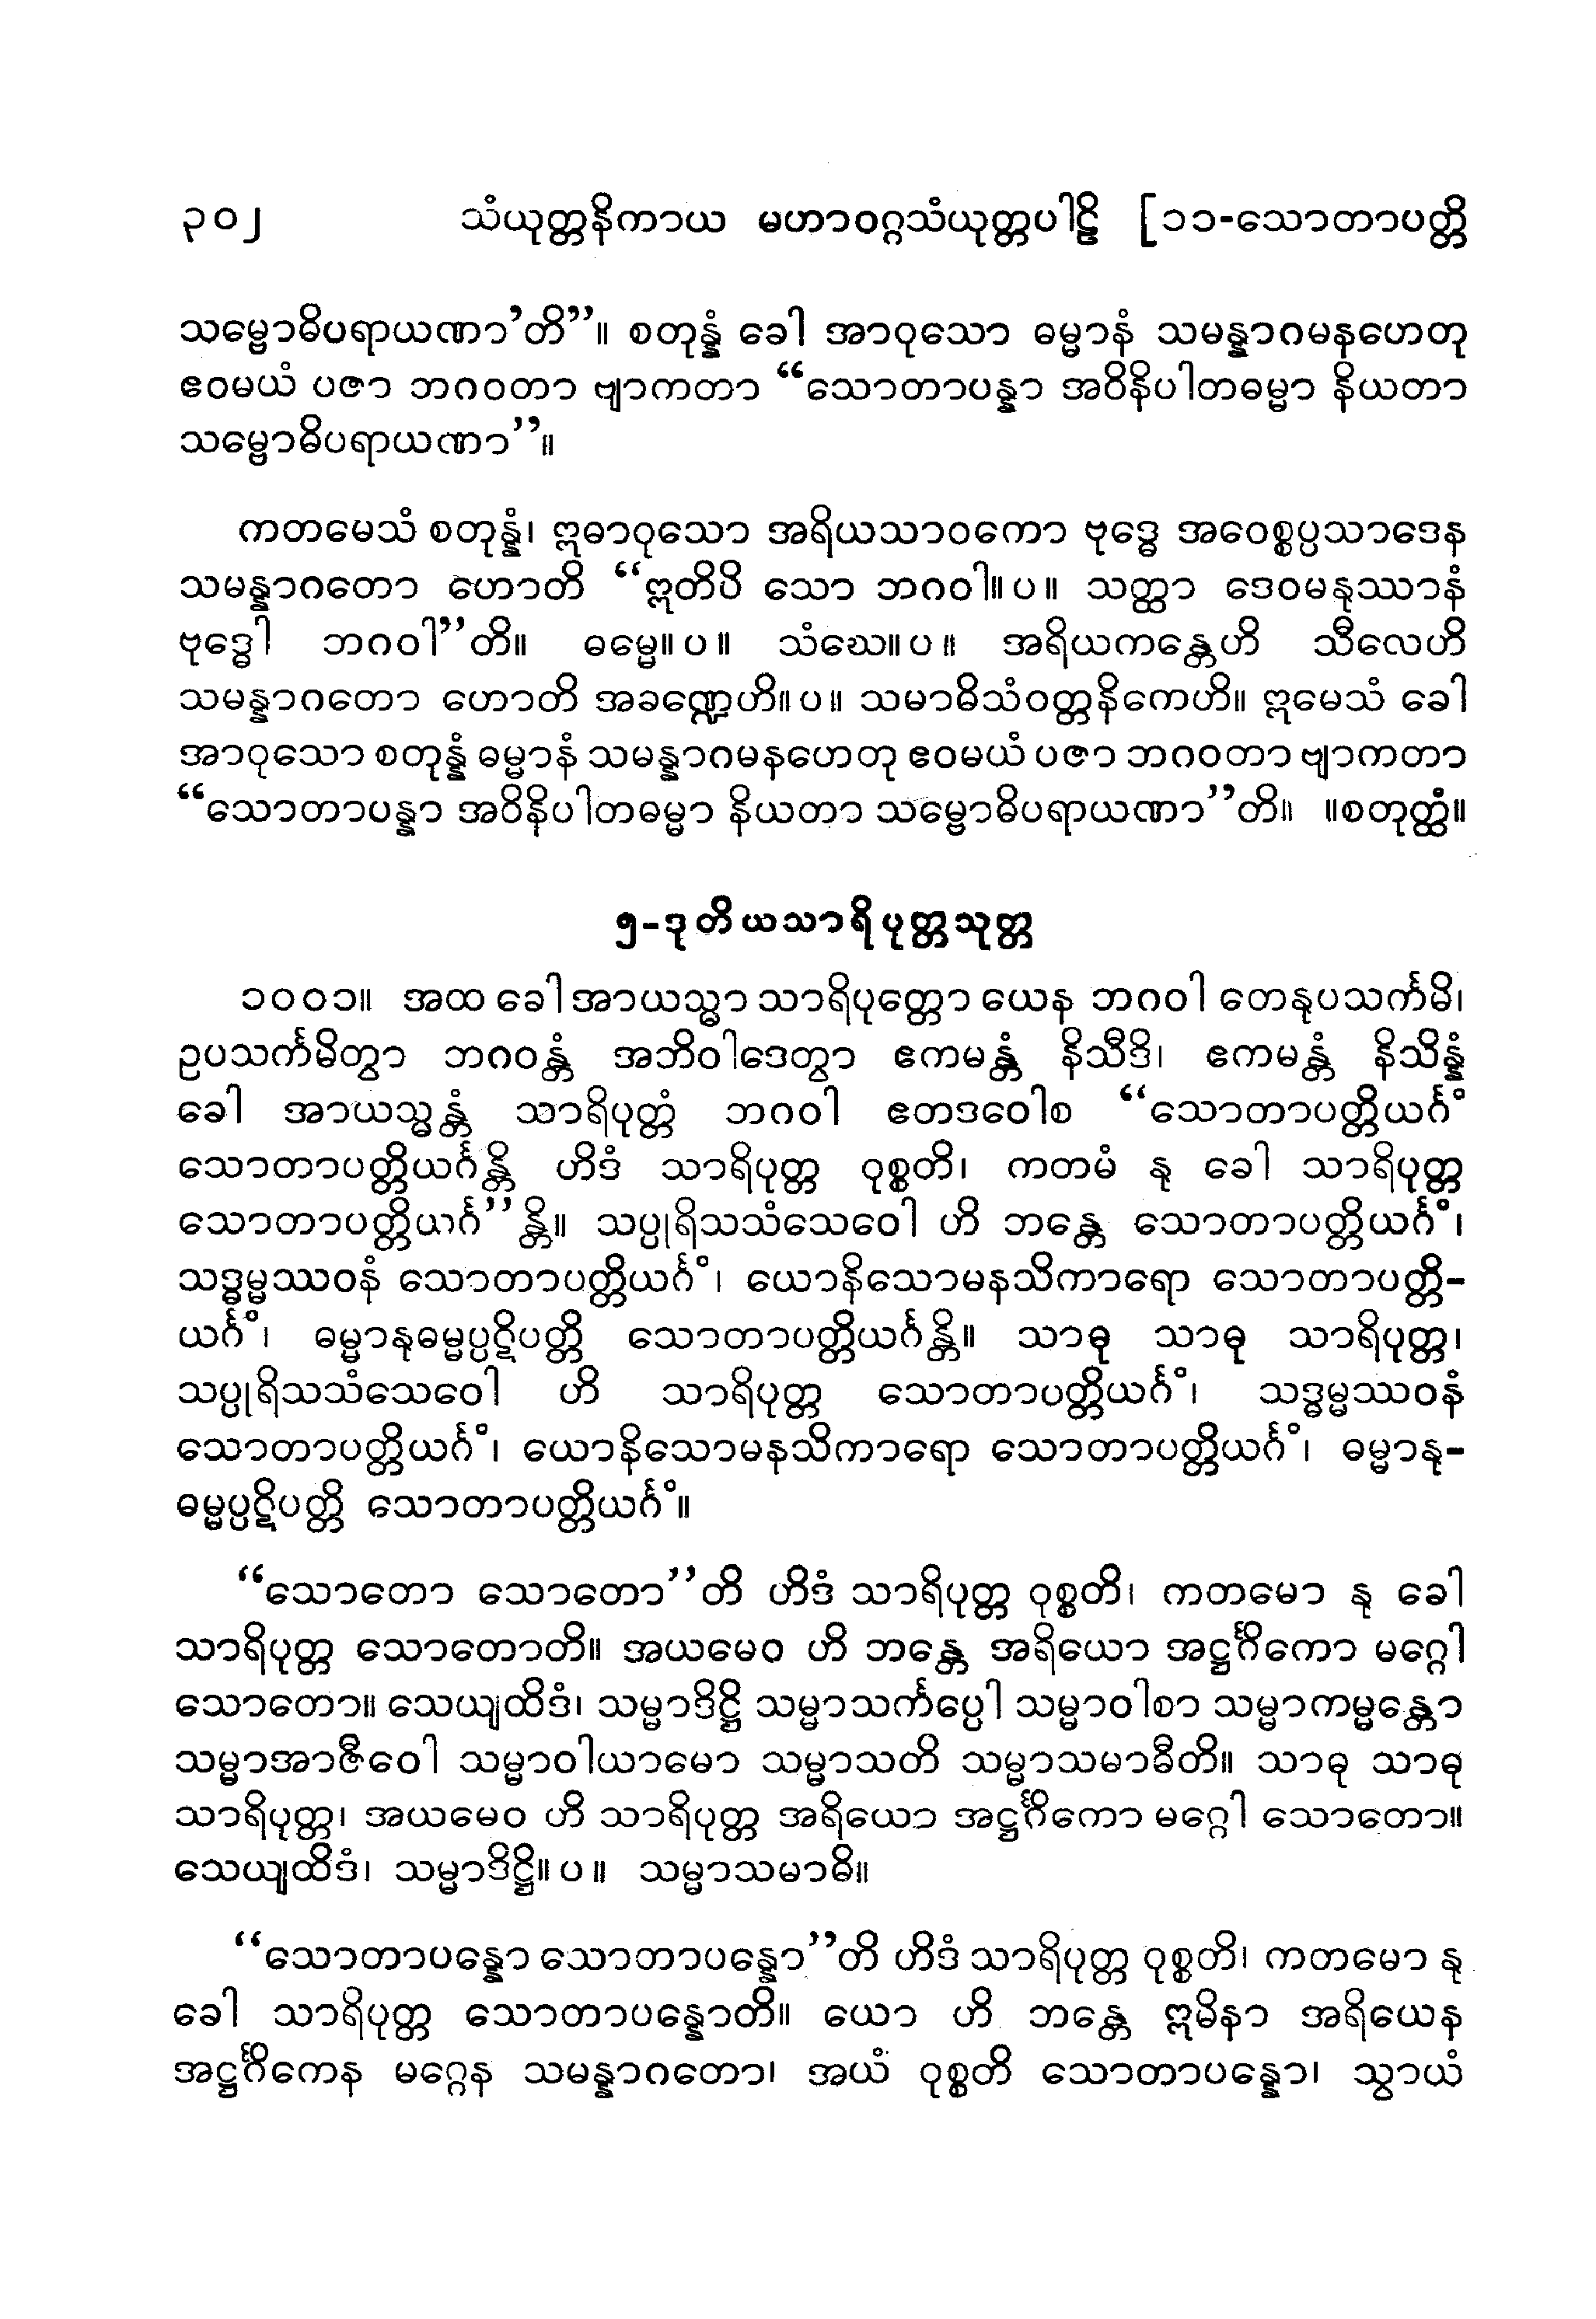 ၃၀၂ သံယုတ္တနိကာယ မဟာဝဂ္ဂသံယုတ္တပါဠိ [၁၁-သောတာပတ္တိ
သမ္ဗောဓိပရာယဏာ’တိ”။ စတုန္နံ ခေါ အာဝုသော ဓမ္မာနံ သမန္နာဂမနဟေတု
ဧဝမယံ ပဇာ ဘဂဝတာ ဗျာကတာ “သောတာပန္နာ အဝိနိပါတဓမ္မာ နိယတာ
သမ္ဗောဓိပရာယဏာ”။
ကတမေသံ စတုန္နံ၊ ဣဓာဝုသော အရိယသာဝကော ဗုဒ္ဓေ အဝေစ္စပ္ပသာဒေန
သမန္နာဂတော ဟောတိ “ဣတိပိ သော ဘဂဝါ။ပ။ သတ္ထာ ဒေဝမနုဿာနံ
ဗုဒ္ဓေါ ဘဂဝါ”တိ။ ဓမ္မေ။ပ။ သံဃေ။ပ။ အရိယကန္တေဟိ သီလေဟိ
သမန္နာဂတော ဟောတိ အခဏ္ဍေဟိ။ပ။ သမာဓိသံဝတ္တနိကေဟိ။ ဣမေသံ ခေါ
အာဝုသော စတုန္နံ ဓမ္မာနံ သမန္နာဂမနဟေတု ဧဝမယံ ပဇာ ဘဂဝတာ ဗျာကတာ
“သောတာပန္နာ အဝိနိပါတဓမ္မာ နိယတာ သမ္ဗောဓိပရာယဏာ”တိ။ ။စတုတ္ထံ။
၅-ဒုတိယသာရိပုတ္တသုတ္တ
၁၀၀၁။ အထ ခေါ အာယသ္မာ သာရိပုတ္တော ယေန ဘဂဝါ တေနုပသင်္ကမိ၊
ဥပသင်္ကမိတွာ ဘဂဝန္တံ အဘိဝါဒေတွာ ဧကမန္တံ နိသီဒိ၊ ဧကမန္တံ နိသိန္နံ
ခေါ အာယသ္မန္တံ သာရိပုတ္တံ ဘဂဝါ ဧတဒဝေါစ “သောတာပတ္တိယင်္ဂံ
သောတာပတ္တိယင်္ဂန္တိ ဟိဒံ သာရိပုတ္တ ဝုစ္စတိ၊ ကတမံ နု ခေါ သာရိပုတ္တ
သောတာပတ္တိယင်္ဂ”န္တိ။ သပ္ပုရိသသံသေဝေါ ဟိ ဘန္တေ သောတာပတ္တိယင်္ဂံ၊
သဒ္ဓမ္မဿဝနံ သောတာပတ္တိယင်္ဂံ၊ ယောနိသောမနသိကာရော သောတာပတ္တိ-
ယင်္ဂံ၊ ဓမ္မာနုဓမ္မပ္ပဋိပတ္တိ သောတာပတ္တိယင်္ဂန္တိ။ သာဓု သာဓု သာရိပုတ္တ၊
သပ္ပုရိသသံသေဝေါ ဟိ သာရိပုတ္တ သောတာပတ္တိယင်္ဂံ၊ သဒ္ဓမ္မဿဝနံ
သောတာပတ္တိယင်္ဂံ၊ ယောနိသောမနသိကာရော သောတာပတ္တိယင်္ဂံ၊ ဓမ္မာနု-
ဓမ္မပ္ပဋိပတ္တိ သောတာပတ္တိယင်္ဂံ။
“သောတော သောတော”တိ ဟိဒံ သာရိပုတ္တ ဝုစ္စတိ၊ ကတမော နု ခေါ
သာရိပုတ္တ သောတောတိ။ အယမေဝ ဟိ ဘန္တေ အရိယော အဋ္ဌင်္ဂိကော မဂ္ဂေါ
သောတော။ သေယျထိဒံ၊ သမ္မာဒိဋ္ဌိ သမ္မာသင်္ကပ္ပေါ သမ္မာဝါစာ သမ္မာကမ္မန္တော
သမ္မာအာဇီဝေါ သမ္မာဝါယာမော သမ္မာသတိ သမ္မာသမာဓီတိ။ သာဓု သာဓု
သာရိပုတ္တ၊ အယမေဝ ဟိ သာရိပုတ္တ အရိယော အဋ္ဌင်္ဂိကော မဂ္ဂေါ သောတော။
သေယျထိဒံ၊ သမ္မာဒိဋ္ဌိ။ပ။ သမ္မာသမာဓိ။
“သောတာပန္နော သောတာပန္နော”တိ ဟိဒံ သာရိပုတ္တ ဝုစ္စတိ၊ ကတမော နု
ခေါ သာရိပုတ္တ သောတာပန္နောတိ။ ယော ဟိ ဘန္တေ ဣမိနာ အရိယေန
အဋ္ဌင်္ဂိကေန မဂ္ဂေန သမန္နာဂတော၊ အယံ ဝုစ္စတိ သောတာပန္နော၊ သွာယံ